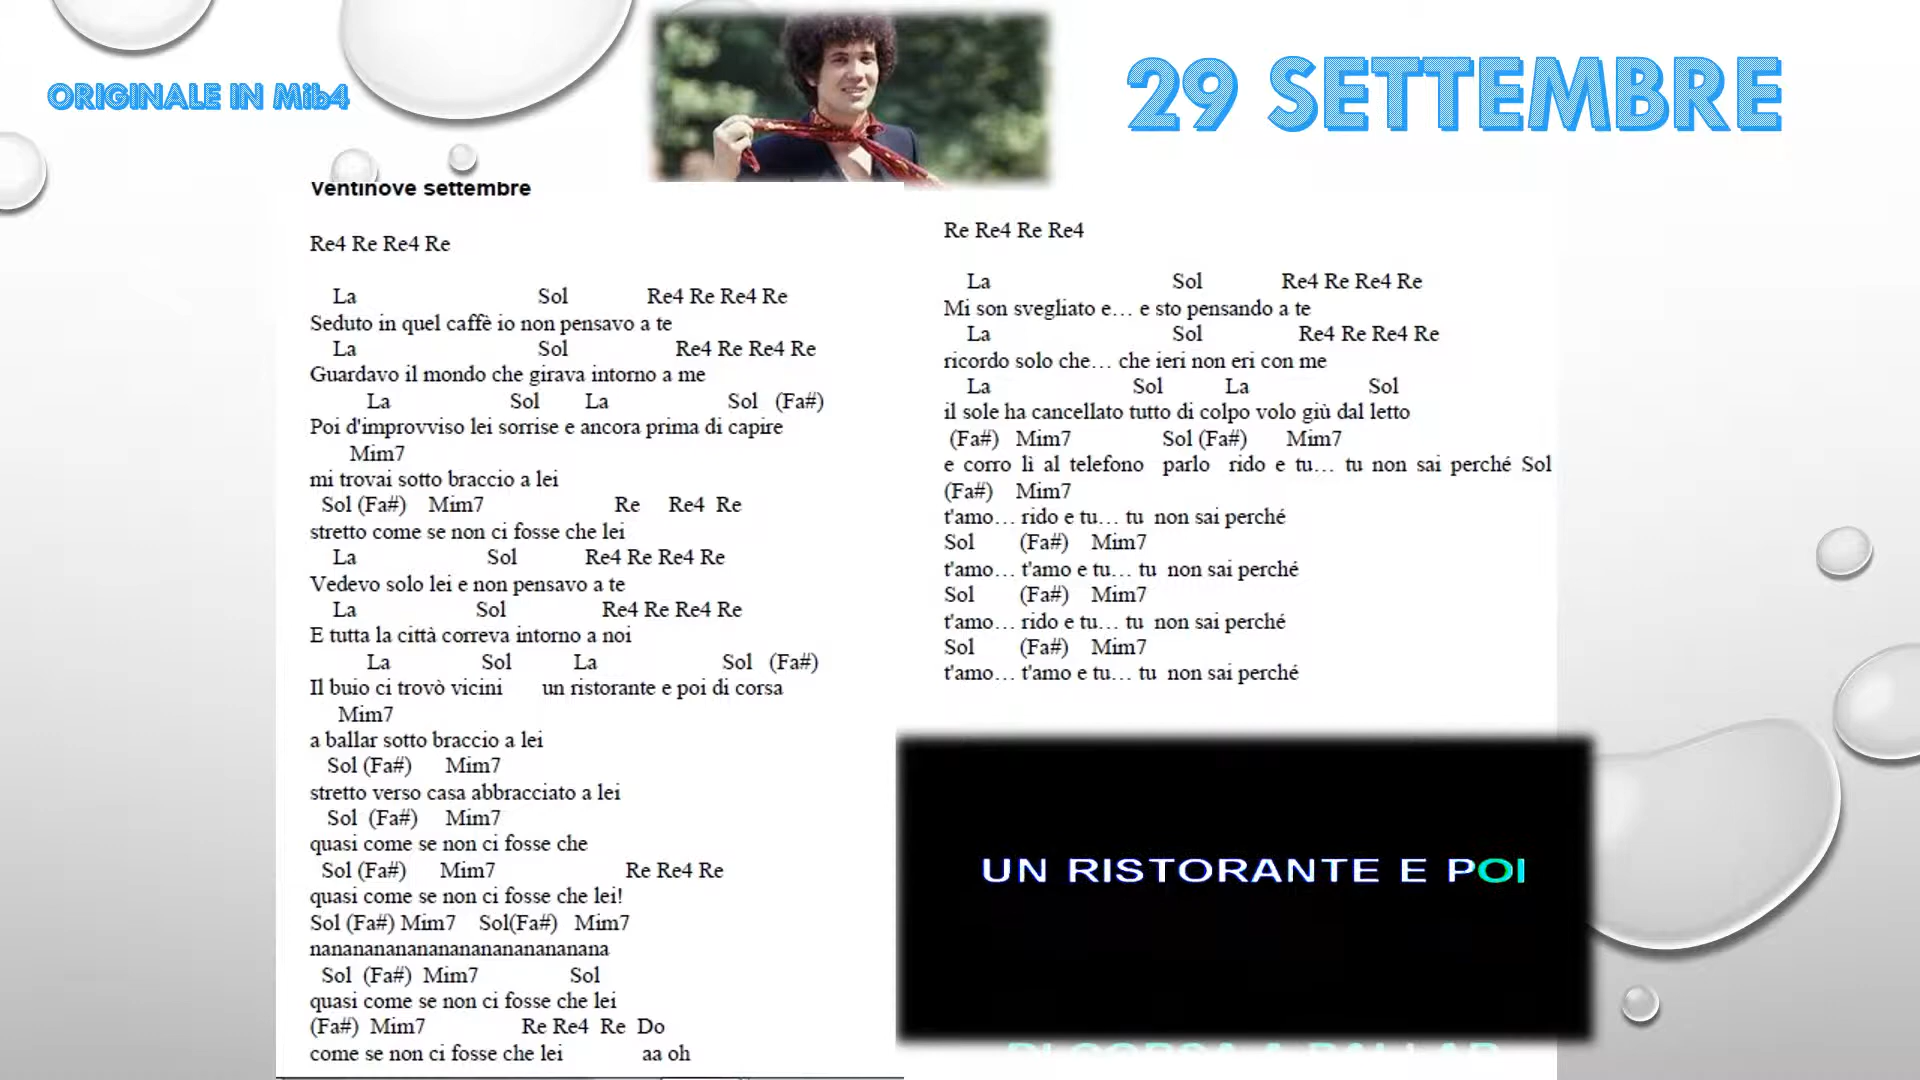 ORIGINALE IN Mib4
29 SETTEMBRE
Ventinove settembre
Re4 Re Re4 Re
La Sol Re4 Re Re4 Re
Seduto in quel caffè io non pensavo a te
La Sol Re4 Re Re4 Re
Guardavo il mondo che girava intorno a me
La Sol La Sol (Fa#)
Poi d'improvviso lei sorrise e ancora prima di capire
Mim7
mi trovai sotto braccio a lei
Sol (Fa#) Mim7 Re Re4 Re
stretto come se non ci fosse che lei
La Sol Re4 Re Re4 Re
Vedevo solo lei e non pensavo a te
La Sol Re4 Re Re4 Re
E tutta la città correva intorno a noi
La Sol La Sol (Fa#)
Il buio ci trovò vicini un ristorante e poi di corsa
Mim7
a ballar sotto braccio a lei
Sol (Fa#) Mim7
stretto verso casa abbracciato a lei
Sol (Fa#) Mim7
quasi come se non ci fosse che
Sol (Fa#) Mim7 Re Re4 Re
quasi come se non ci fosse che lei!
Sol (Fa#) Mim7 Sol(Fa#) Mim7
nananananananananananananana
Sol (Fa#) Mim7 Sol
quasi come se non ci fosse che lei
(Fa#) Mim7 Re Re4 Re Do
come se non ci fosse che lei aa oh
Re Re4 Re Re4
La Sol Re4 Re Re4 Re
Mi son svegliato e… e sto pensando a te
La Sol Re4 Re Re4 Re
ricordo solo che… che ieri non eri con me
La Sol La Sol
il sole ha cancellato tutto di colpo volo giù dal letto
(Fa#) Mim7 Sol (Fa#) Mim7
e corro lì al telefono parlo rido e tu… tu non sai perché Sol
(Fa#) Mim7
t'amo… rido e tu… tu non sai perché
Sol (Fa#) Mim7
t'amo… t'amo e tu… tu non sai perché
Sol (Fa#) Mim7
t'amo… rido e tu… tu non sai perché
Sol (Fa#) Mim7
t'amo… t'amo e tu… tu non sai perché
UN RISTORANTE E POI